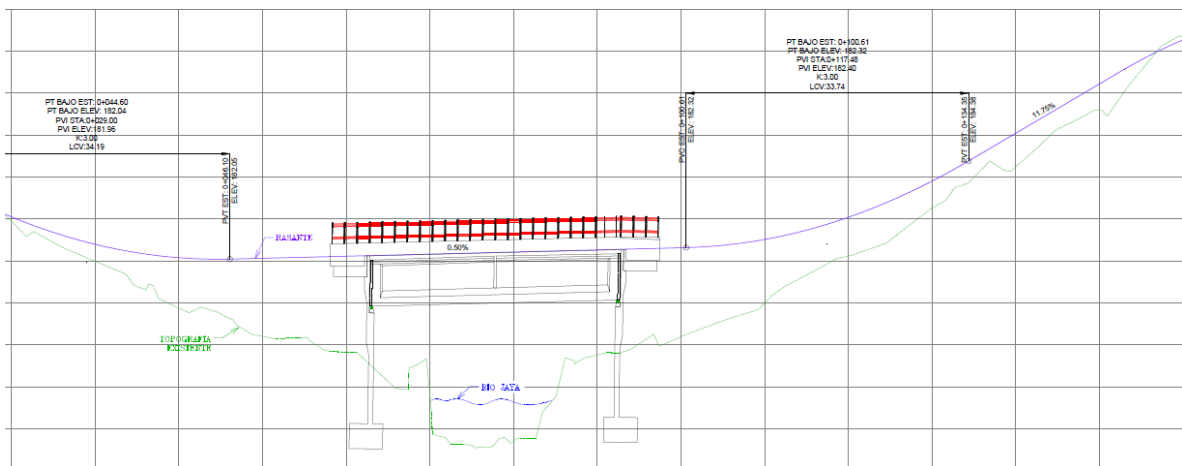 PT BAJO EST: 0+044.60
PT BAJO ELEV: 182.04
PVI STA:0+029.00
PVI ELEV:181.96
K:3.00
LCV:34.19
PVT EST: 0+046.10
ELEV: 182.05
RASANTE
0.50%
PT BAJO EST: 0+100.61
PT BAJO ELEV: 182.32
PVI STA:0+117.48
PVI ELEV:182.40
K:3.00
LCV:33.74
PVC EST: 0+100.61
ELEV: 182.32
PVT EST: 0+134.35
ELEV: 184.38
11.75%
TOPOGRAFIA
EXISTENTE
RIO JAYA